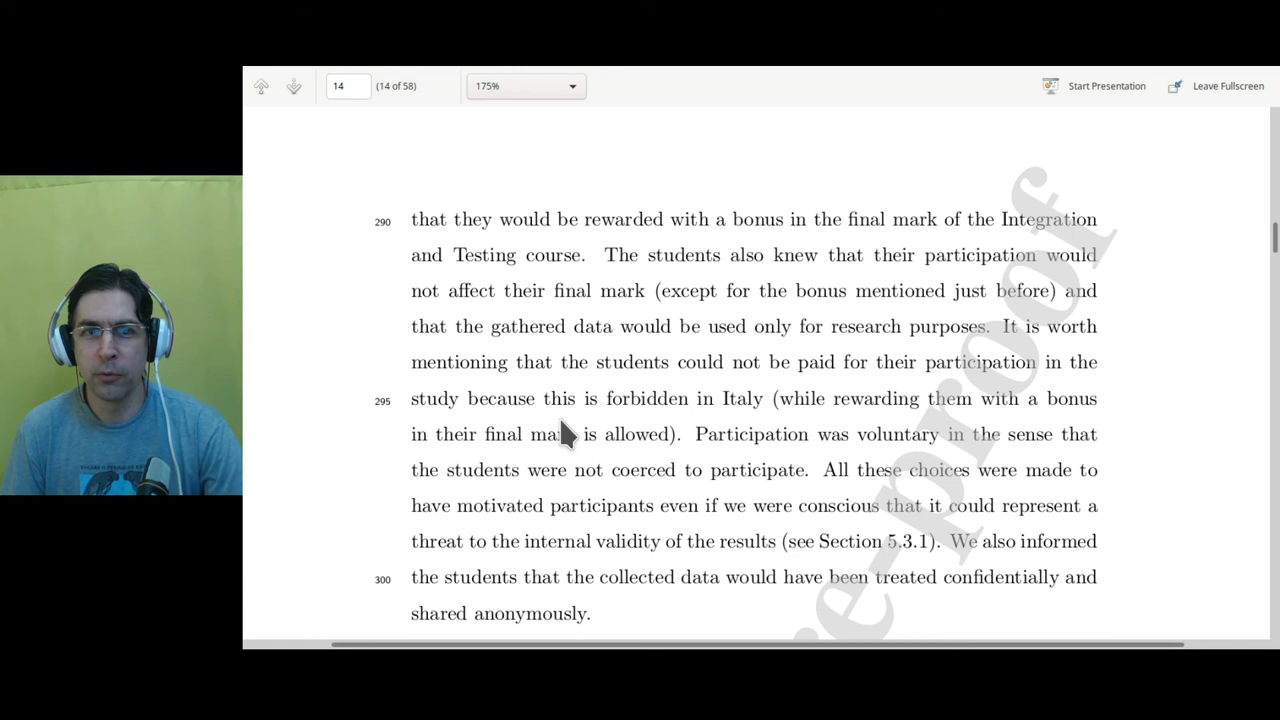 14
(14 of 58)
175%
Start Presentation
Leave Fullscreen
290 that they would be rewarded with a bonus in the final mark of the Integration
and Testing course. The students also knew that their participation would
not affect their final mark (except for the bonus mentioned just before) and
that the gathered data would be used only for research purposes. It is worth
mentioning that the students could not be paid for their participation in the
295 study because this is forbidden in Italy (while rewarding them with a bonus
in their final mark is allowed). Participation was voluntary in the sense that
the students were not coerced to participate. All these choices were made to
have motivated participants even if we were conscious that it could represent a
threat to the internal validity of the results (see Section 5.3.1). We also informed
300 the students that the collected data would have been treated confidentially and
shared anonymously.
re-proof